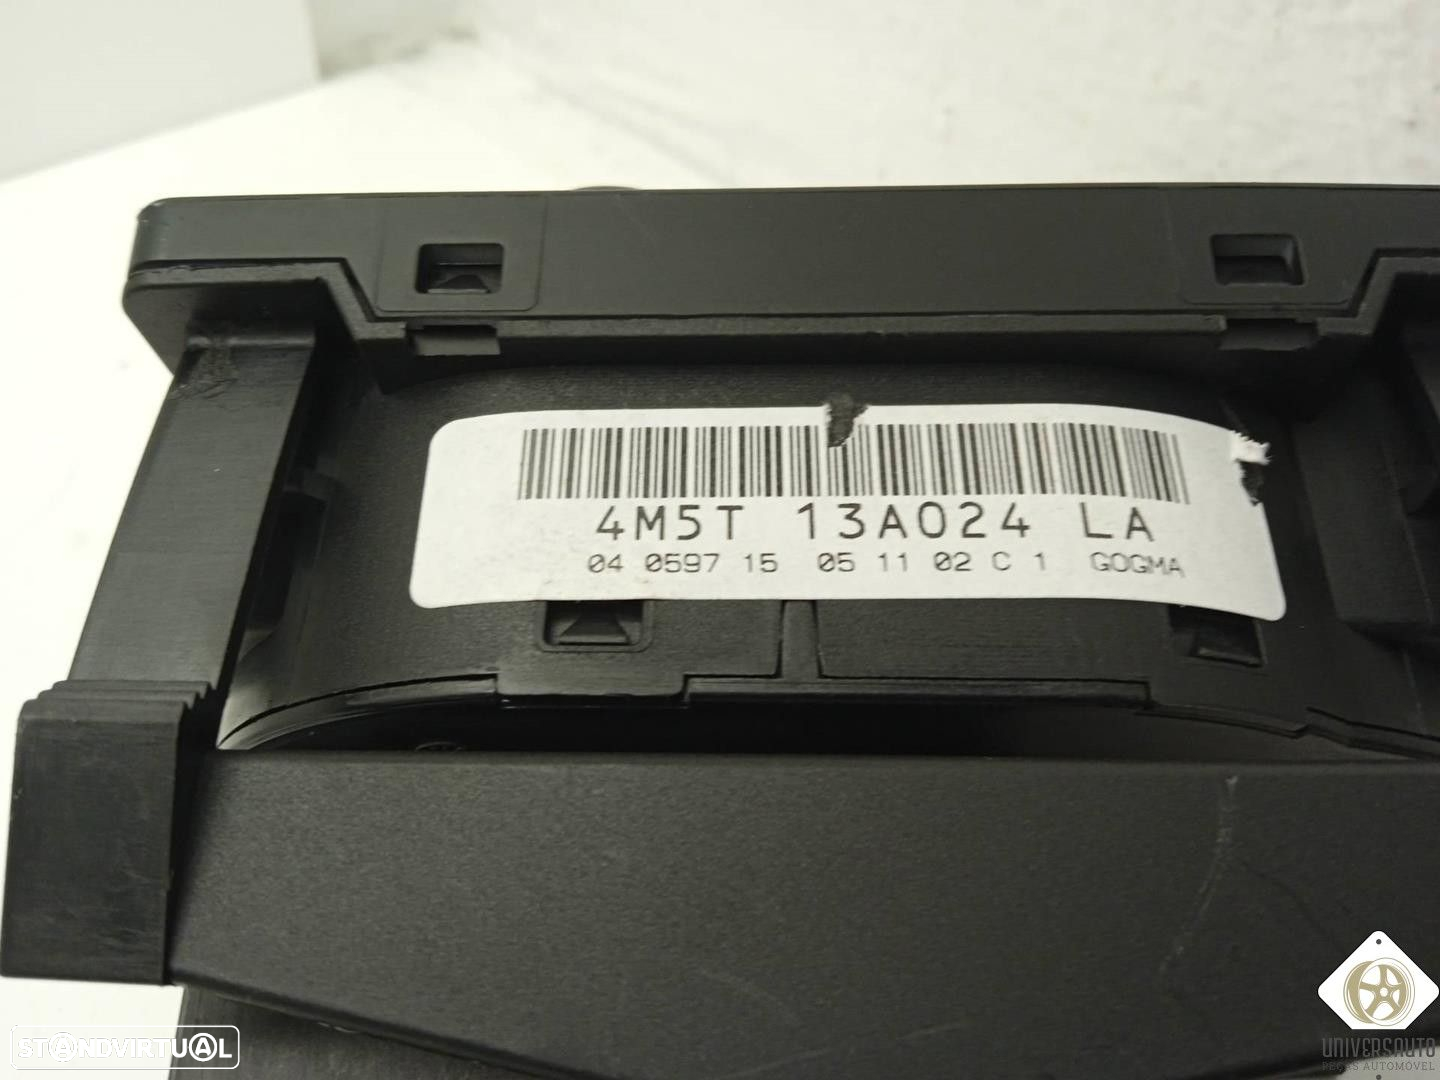 4M5T 13A024 LA
04 0597 15 05 11 02 C 1 GOGMA
STANDVIRTUAL
UNIVERSAUTO
PEÇAS AUTOMÓVEL